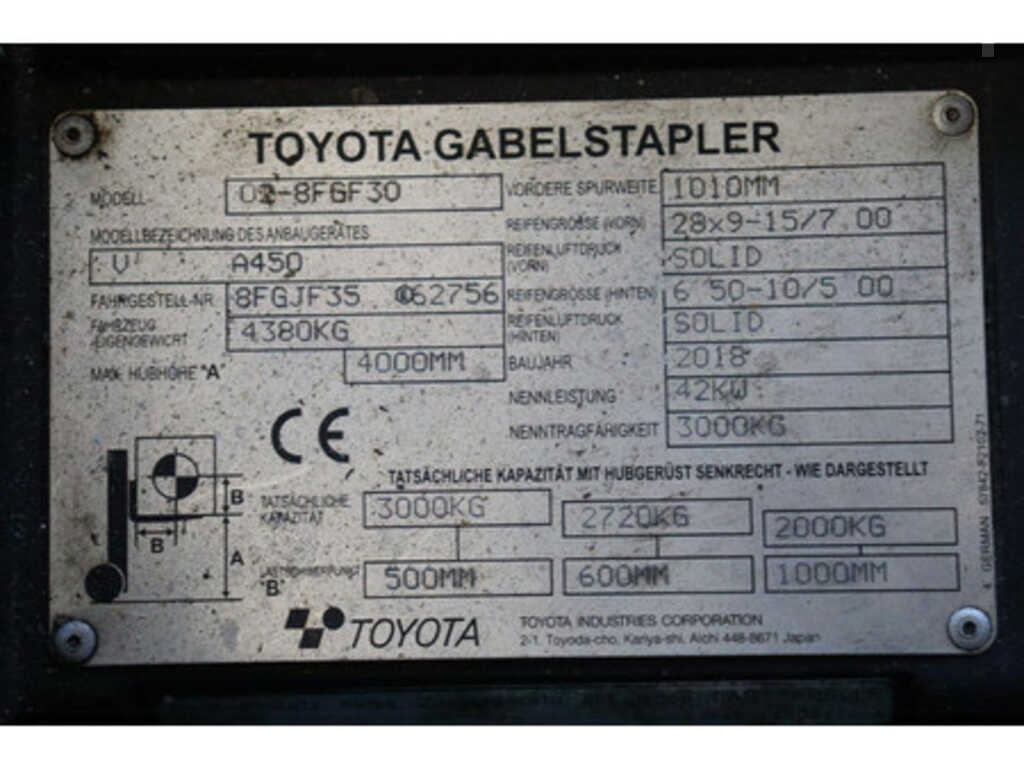 TOYOTA GABELSTAPLER
MODELL 02-8FGF30
MODELLBEZEICHNUNG DES ANBAUGERÄTES
V A450
FAHRGESTELL-NR. 8FGJF35 62756
FAHRZEUG EIGENGEWICHT 4380KG
MAX. HUBHÖHE "A" 4000MM
VORDERE SPURWEITE 1010MM
REIFENGRÖSSE (VORN) 28x9-15/7 00
REIFENLUFTDRUCK (VORN) SOLID
REIFENGRÖSSE (HINTEN) 6 50-10/5 00
REIFENLUFTDRUCK (HINTEN) SOLID
BAUJAHR 2018
NENNLEISTUNG 42KW
NENNTRAGFÄHIGKEIT 3000KG
CE
TATSÄCHLICHE KAPAZITÄT MIT HUBGERÜST SENKRECHT - WIE DARGESTELLT
TATSÄCHLICHE KAPAZITÄT 3000KG 2720KG 2000KG
"B" 500MM 600MM 1000MM
B
B
A
TOYOTA
TOYOTA INDUSTRIES CORPORATION
2-1, Toyoda-cho, Kariya-shi, Aichi 448-8671 Japan
GERMAN